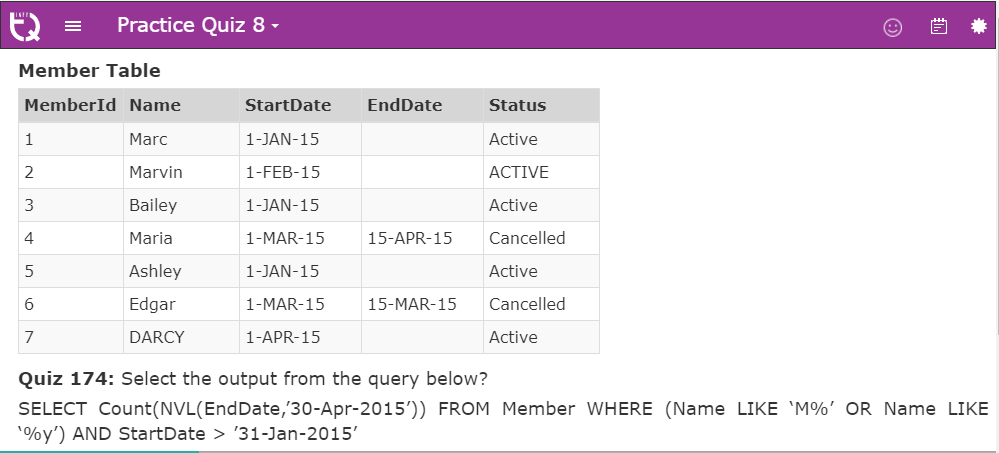 Practice Quiz 8
Member Table
MemberId Name StartDate EndDate Status
1 Marc 1-JAN-15 Active
2 Marvin 1-FEB-15 ACTIVE
3 Bailey 1-JAN-15 Active
4 Maria 1-MAR-15 15-APR-15 Cancelled
5 Ashley 1-JAN-15 Active
6 Edgar 1-MAR-15 15-MAR-15 Cancelled
7 DARCY 1-APR-15 Active
Quiz 174: Select the output from the query below?
SELECT Count(NVL(EndDate,’30-Apr-2015’)) FROM Member WHERE (Name LIKE ‘M%’ OR Name LIKE
‘%y’) AND StartDate > ’31-Jan-2015’